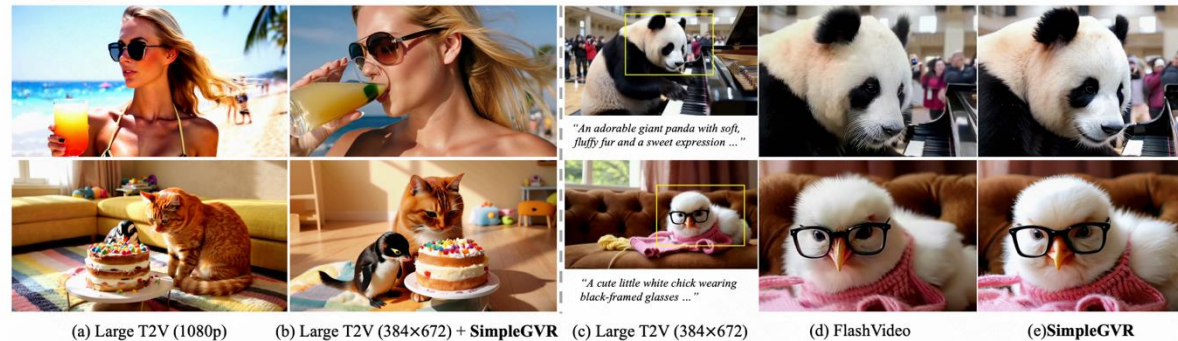 "An adorable giant panda with soft,
fluffy fur and a sweet expression ..."
"A cute little white chick wearing
black-framed glasses ..."
(a) Large T2V (1080p)
(b) Large T2V (384×672) + SimpleGVR
(c) Large T2V (384×672)
(d) FlashVideo
(e)SimpleGVR